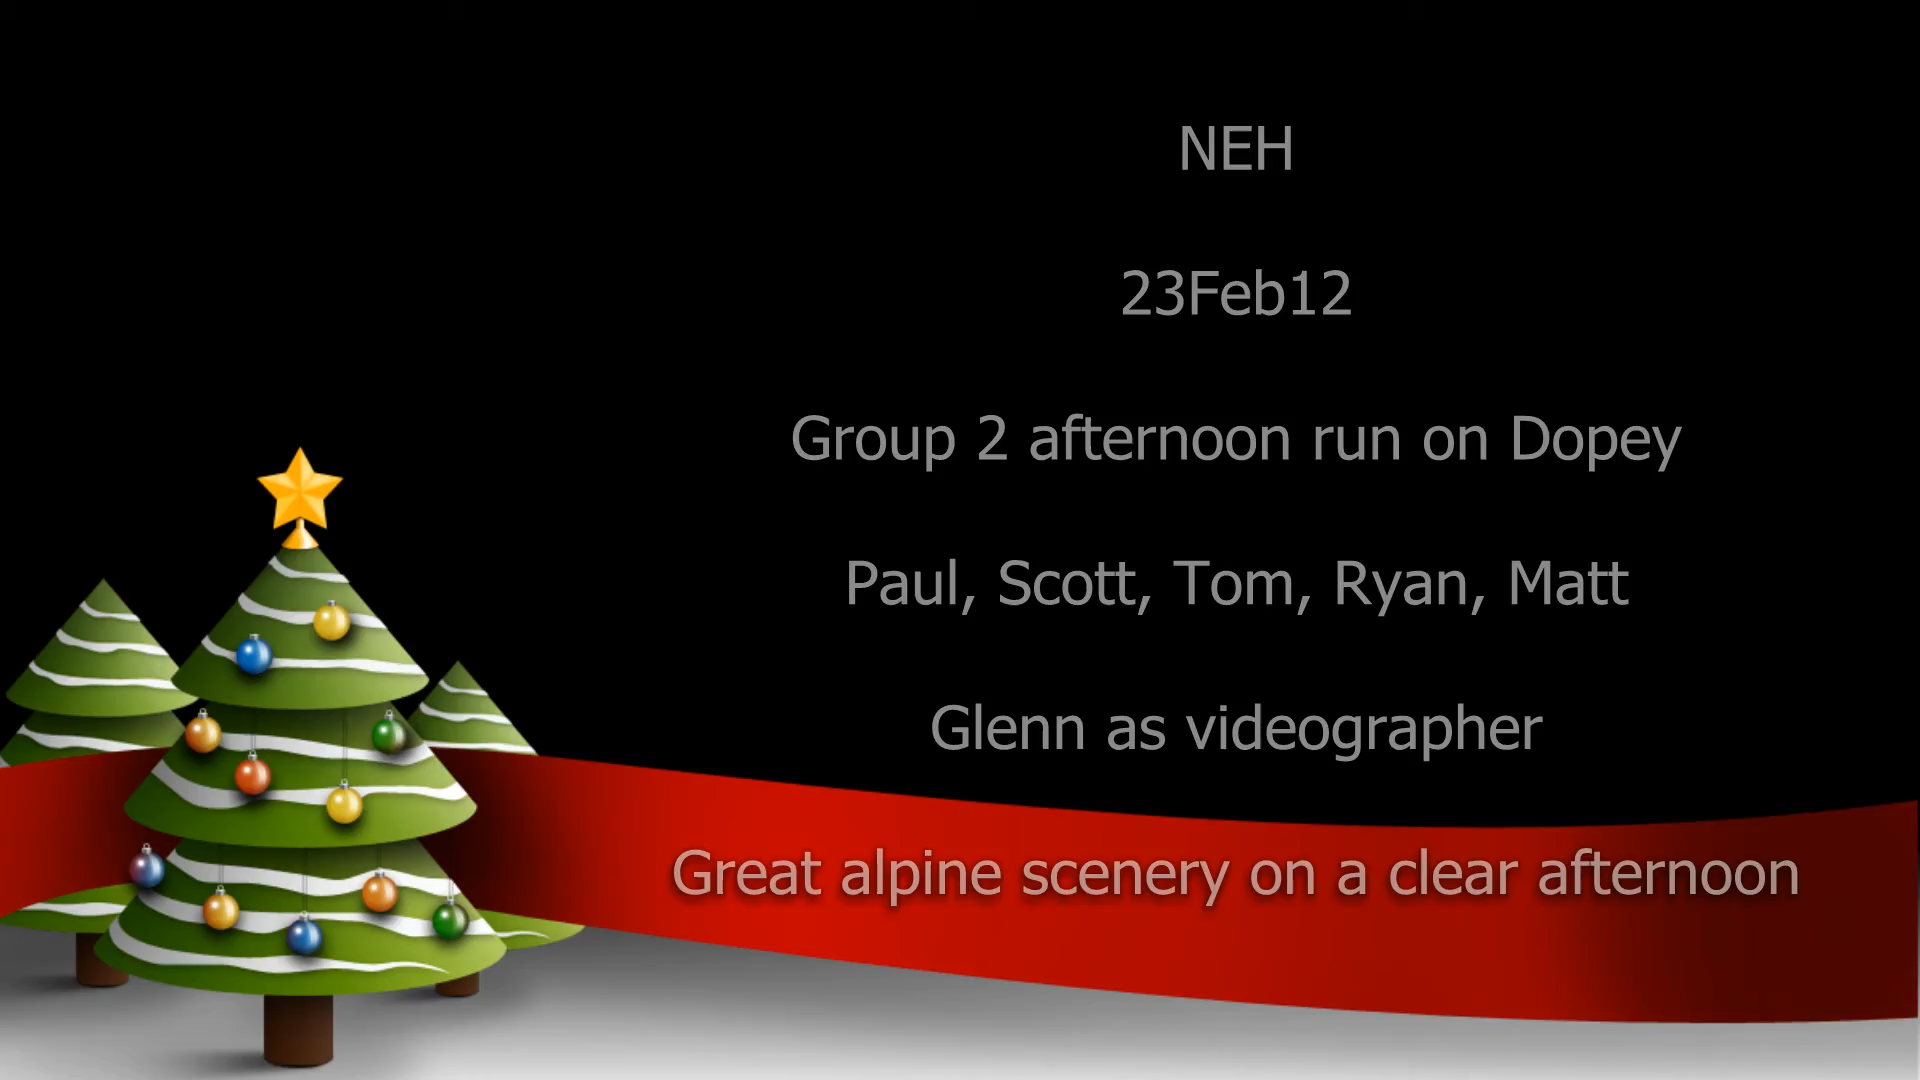 NEH
23Feb12
Group 2 afternoon run on Dopey
Paul, Scott, Tom, Ryan, Matt
Glenn as videographer
Great alpine scenery on a clear afternoon